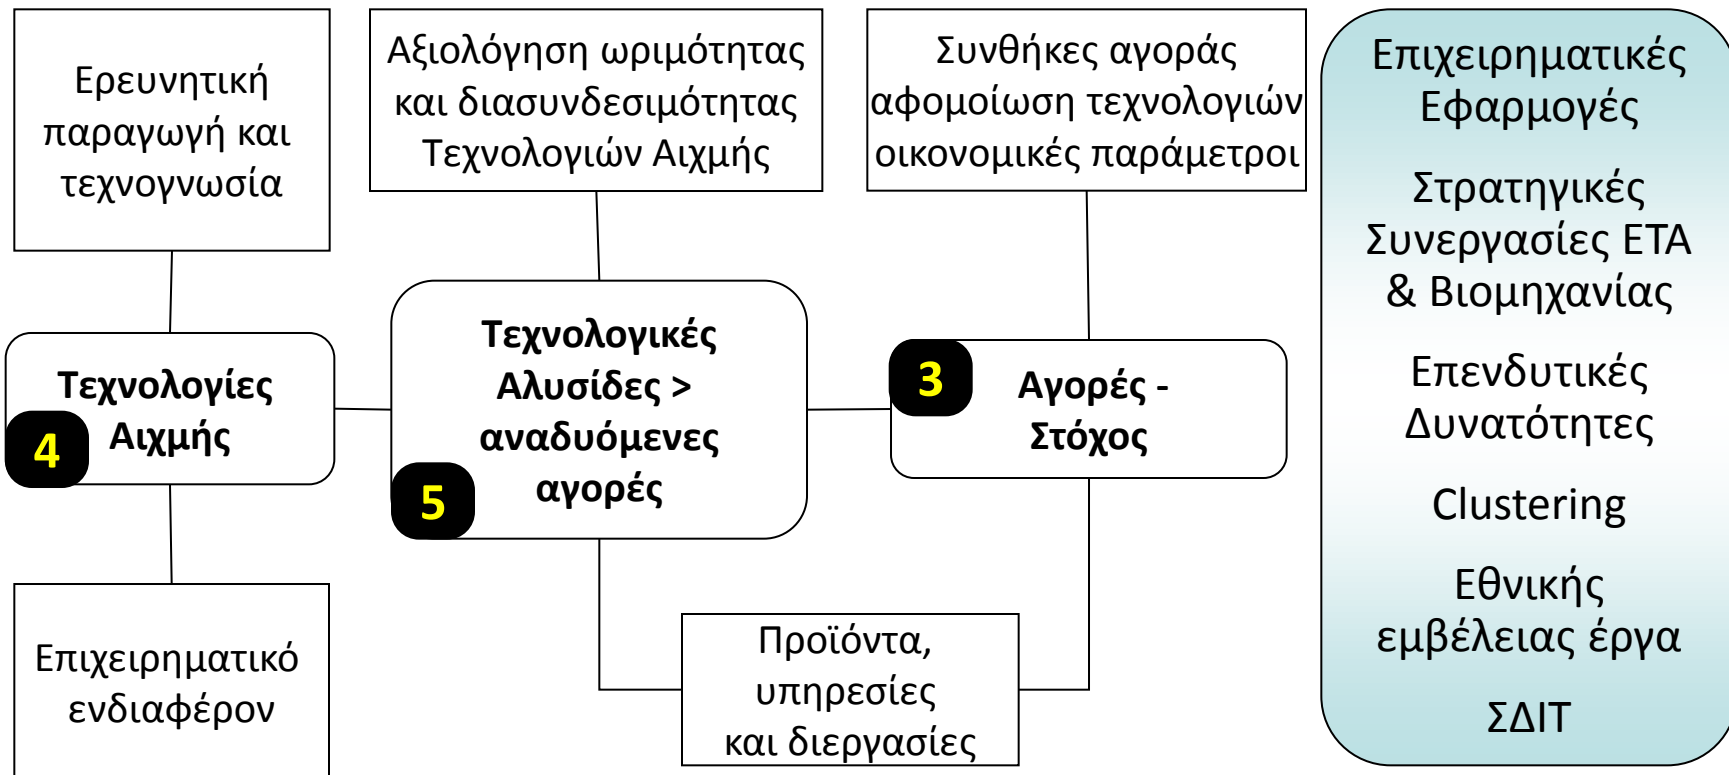 Ερευνητική
παραγωγή και
τεχνογνωσία
Αξιολόγηση ωριμότητας
και διασυνδεσιμότητας
Τεχνολογιών Αιχμής
Συνθήκες αγοράς
αφομοίωση τεχνολογιών
οικονομικές παράμετροι
Τεχνολογίες
Αιχμής
4
Τεχνολογικές
Αλυσίδες >
αναδυόμενες
αγορές
5
3
Αγορές -
Στόχος
Επιχειρηματικό
ενδιαφέρον
Προϊόντα,
υπηρεσίες
και διεργασίες
Επιχειρηματικές
Εφαρμογές
Στρατηγικές
Συνεργασίες ΕΤΑ
& Βιομηχανίας
Επενδυτικές
Δυνατότητες
Clustering
Εθνικής
εμβέλειας έργα
ΣΔΙΤ